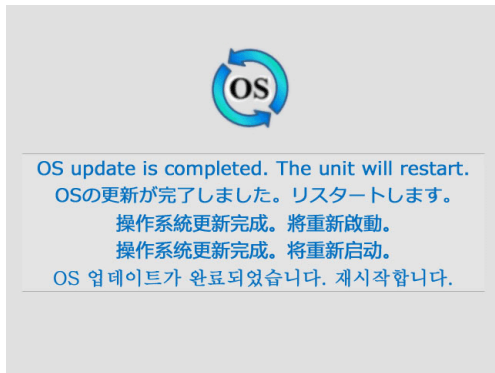 OS
OS update is completed. The unit will restart.
OSの更新が完了しました。リスタートします。
操作系統更新完成。將重新啟動。
操作系统更新完成。将重新启动。
OS 업데이트가 완료되었습니다. 재시작합니다.